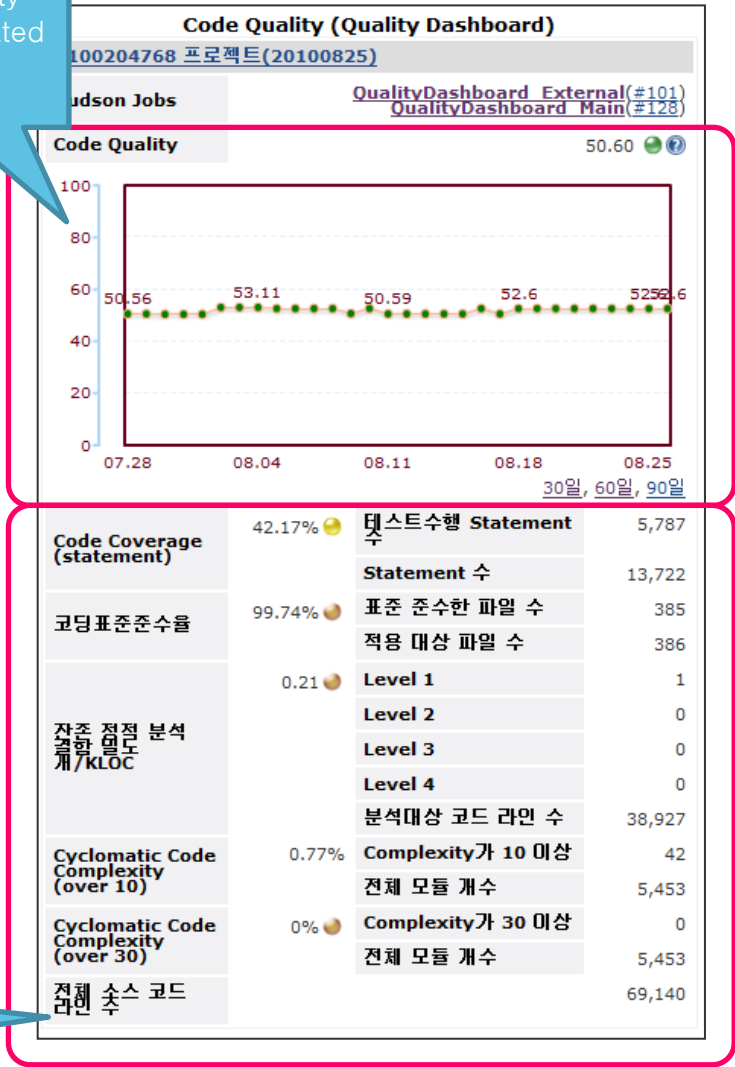 ted
Code Quality (Quality Dashboard)
100204768 프로젝트(20100825)
udson Jobs
QualityDashboard External(#101)
QualityDashboard Main(#128)
Code Quality
50.60
100
80
60
40
20
0
50.56
53.11
50.59
52.6
52.6
07.28
08.04
08.11
08.18
08.25
30일, 60일, 90일
Code Coverage
(statement)
42.17%
테스트수행 Statement
수
5,787
Statement 수
13,722
코딩표준준수율
99.74%
표준 준수한 파일 수
385
적용 대상 파일 수
386
잔존 정적 분석
결함 밀도
개/KLOC
0.21
Level 1
1
Level 2
0
Level 3
0
Level 4
0
분석대상 코드 라인 수
38,927
Cyclomatic Code
Complexity
(over 10)
0.77%
Complexity가 10 이상
42
전체 모듈 개수
5,453
Cyclomatic Code
Complexity
(over 30)
0%
Complexity가 30 이상
0
전체 모듈 개수
5,453
전체 소스 코드
라인 수
69,140